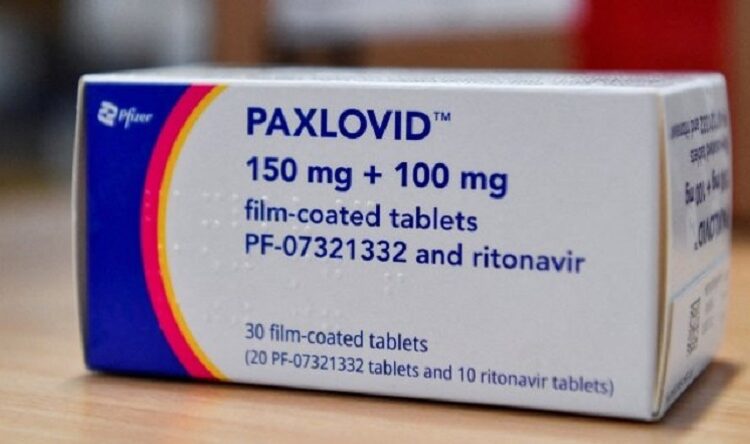 Pfizer
PAXLOVID™
150 mg + 100 mg
film-coated tablets
PF-07321332 and ritonavir
30 film-coated tablets
(20 PF-07321332 tablets and 10 ritonavir tablets)